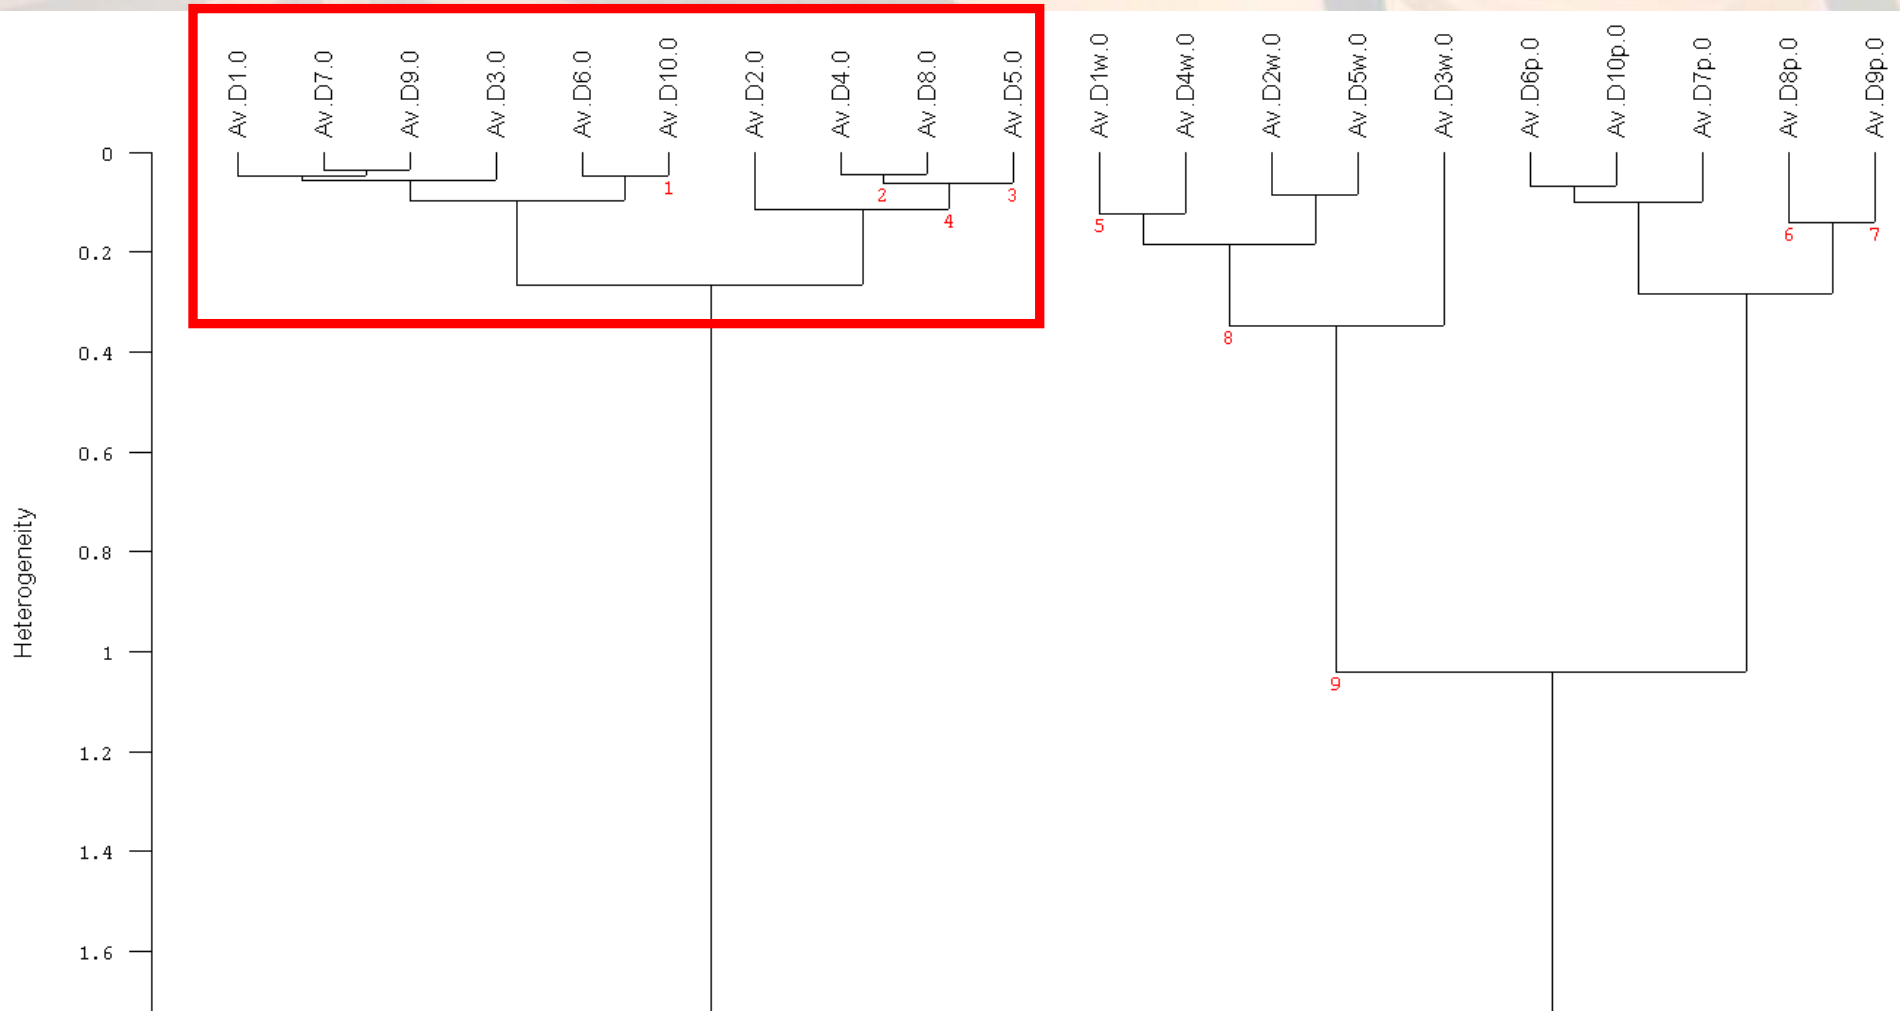 Av.D1.0
Av.D7.0
Av.D9.0
Av.D3.0
Av.D6.0
Av.D10.0
Av.D2.0
Av.D4.0
Av.D8.0
Av.D5.0
Av.D1w.0
Av.D4w.0
Av.D2w.0
Av.D5w.0
Av.D3w.0
Av.D6p.0
Av.D10p.0
Av.D7p.0
Av.D8p.0
Av.D9p.0
0
0.2
0.4
0.6
0.8
1
1.2
1.4
1.6
Heterogeneity
1
2
3
4
5
6
7
8
9